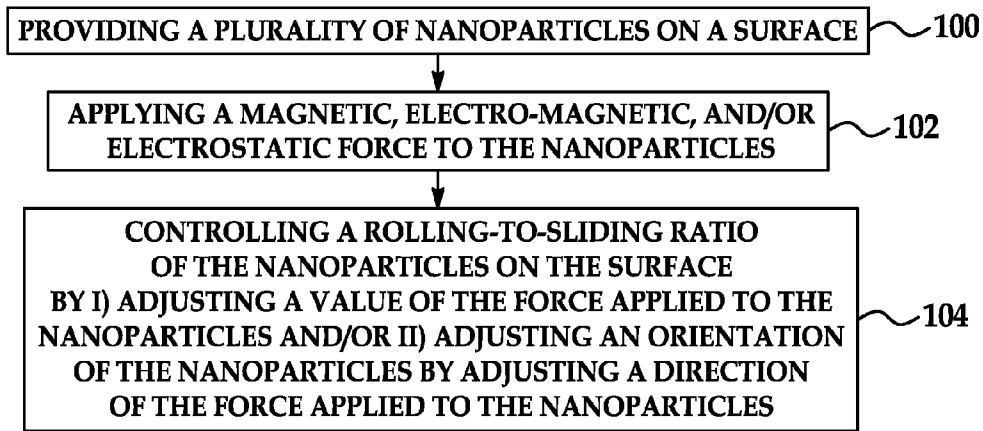 PROVIDING A PLURALITY OF NANOPARTICLES ON A SURFACE
100
APPLYING A MAGNETIC, ELECTRO-MAGNETIC, AND/OR
ELECTROSTATIC FORCE TO THE NANOPARTICLES
102
CONTROLLING A ROLLING-TO-SLIDING RATIO
OF THE NANOPARTICLES ON THE SURFACE
BY I) ADJUSTING A VALUE OF THE FORCE APPLIED TO THE
NANOPARTICLES AND/OR II) ADJUSTING AN ORIENTATION
OF THE NANOPARTICLES BY ADJUSTING A DIRECTION
OF THE FORCE APPLIED TO THE NANOPARTICLES
104